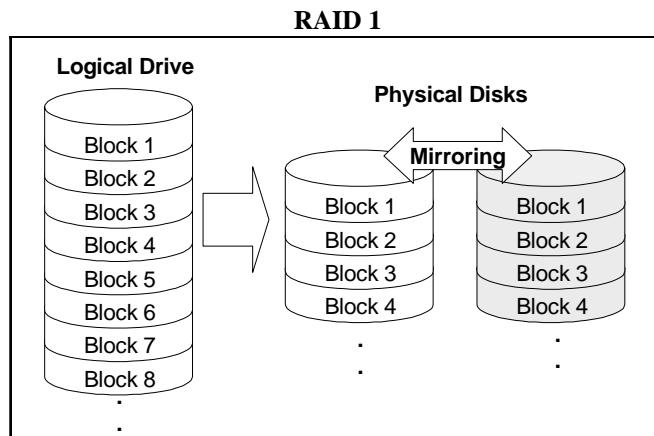 RAID 1
Logical Drive
Physical Disks
Mirroring
Block 1
Block 2
Block 3
Block 4
Block 5
Block 6
Block 7
Block 8
.
.
Block 1
Block 2
Block 3
Block 4
.
.
Block 1
Block 2
Block 3
Block 4
.
.